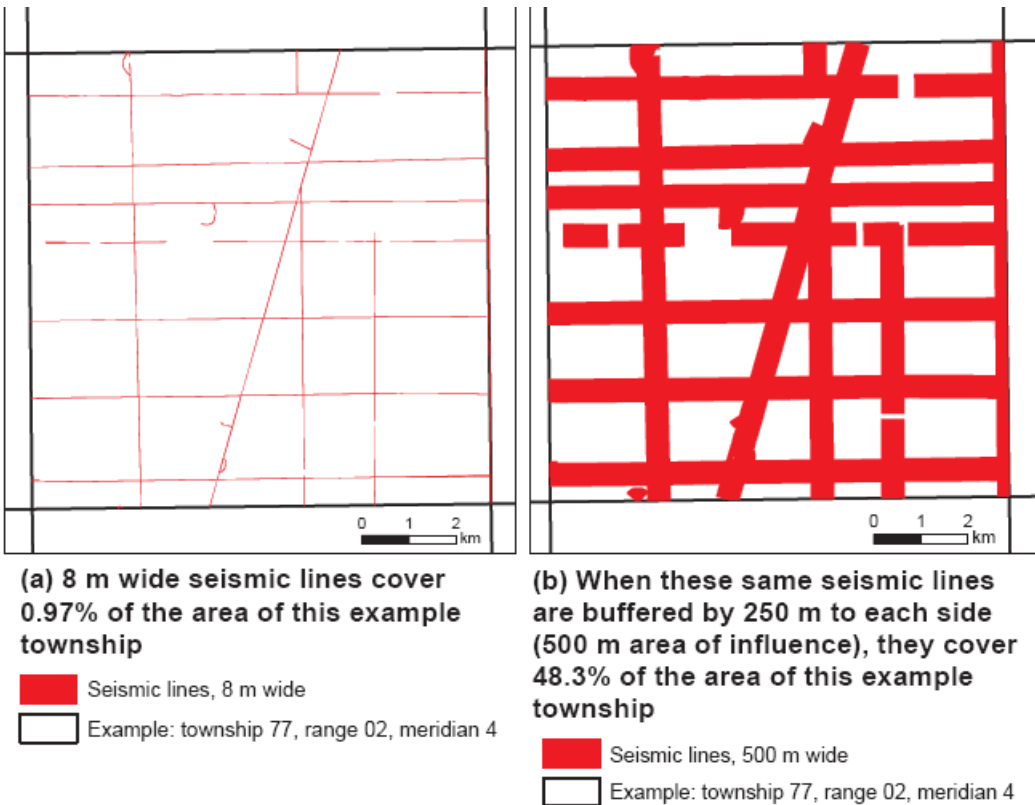 0 1 2
km
(a) 8 m wide seismic lines cover
0.97% of the area of this example
township
Seismic lines, 8 m wide
Example: township 77, range 02, meridian 4
0 1 2
km
(b) When these same seismic lines
are buffered by 250 m to each side
(500 m area of influence), they cover
48.3% of the area of this example
township
Seismic lines, 500 m wide
Example: township 77, range 02, meridian 4